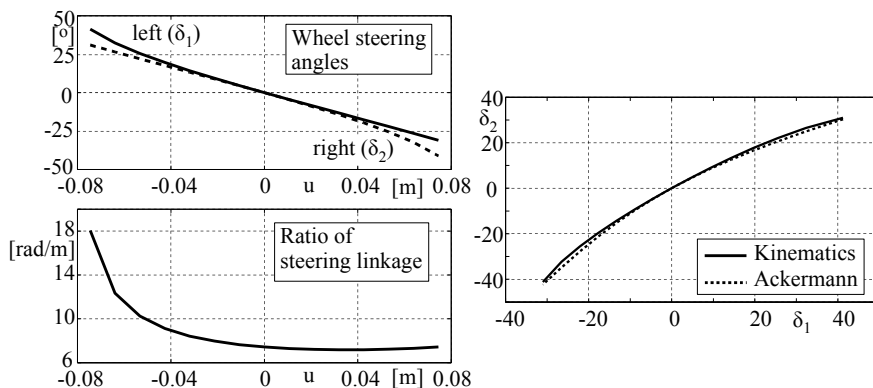 50
[°]
25
0
-25
-50
left (δ1)
Wheel steering
angles
right (δ2)
-0.08
-0.04
0
u
0.04
[m]
0.08
18
[rad/m]
14
10
6
Ratio of
steering linkage
-0.08
-0.04
0
u
0.04
[m]
0.08
40
δ2
20
0
-20
-40
Kinematics
Ackermann
-40
-20
0
20
δ1
40